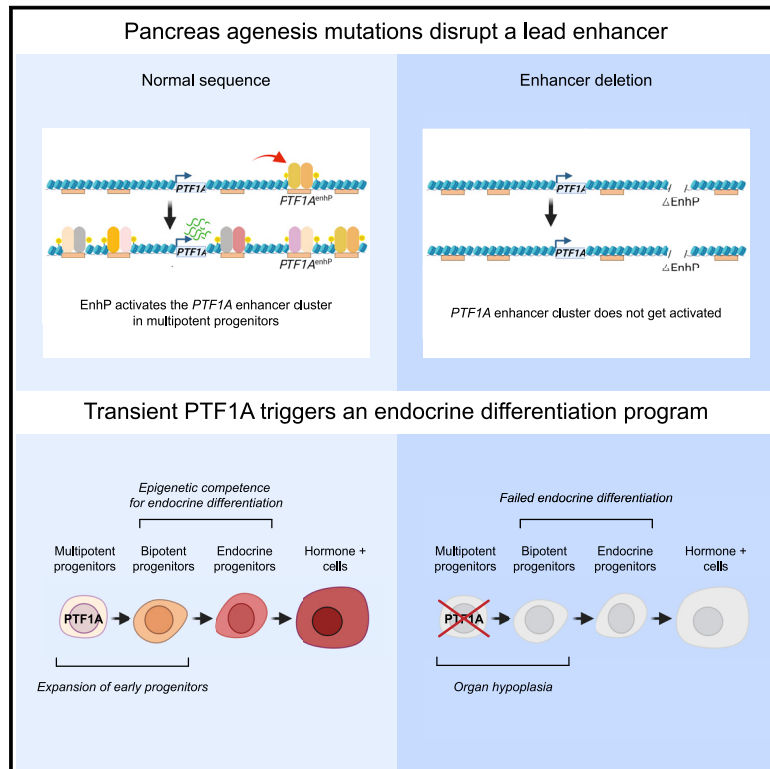 Pancreas agenesis mutations disrupt a lead enhancer
Normal sequence
PTF1A
PTF1A^enhP
PTF1A
PTF1A^enhP
EnhP activates the PTF1A enhancer cluster
in multipotent progenitors
Enhancer deletion
PTF1A
△EnhP
PTF1A
△EnhP
PTF1A enhancer cluster does not get activated
Transient PTF1A triggers an endocrine differentiation program
Epigenetic competence
for endocrine differentiation
Multipotent
progenitors
Bipotent
progenitors
Endocrine
progenitors
Hormone +
cells
PTF1A
Expansion of early progenitors
Failed endocrine differentiation
Multipotent
progenitors
Bipotent
progenitors
Endocrine
progenitors
Hormone +
cells
PTF1A
Organ hypoplasia